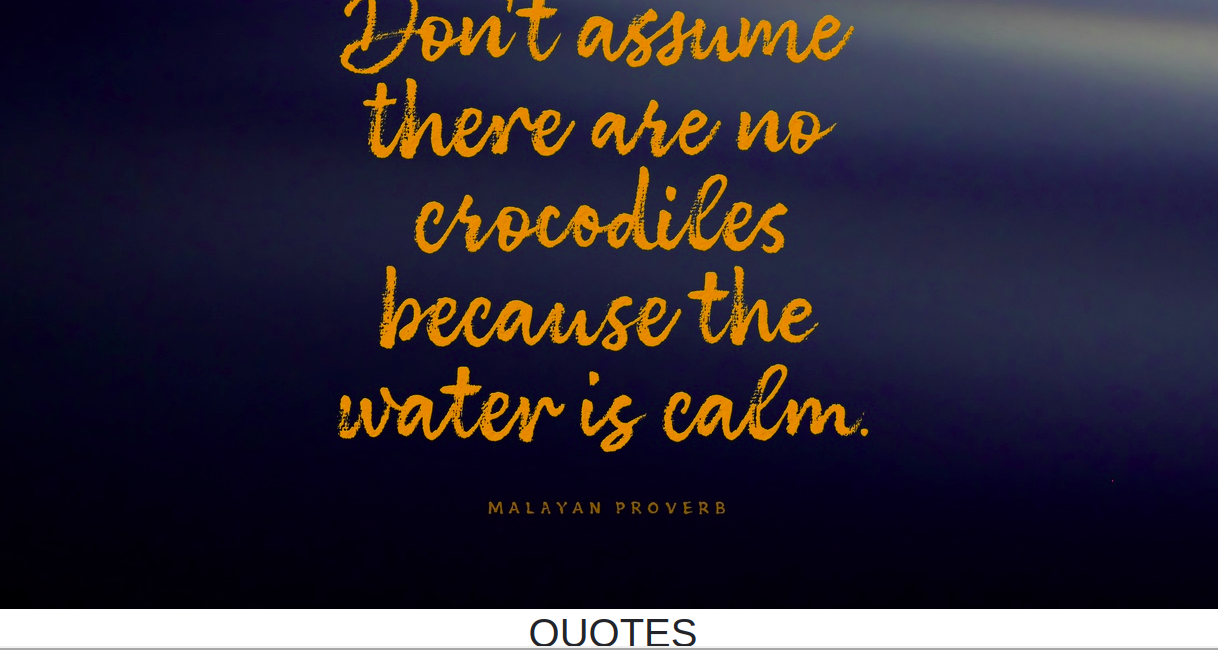 Don't assume
there are no
crocodiles
because the
water is calm.
MALAYAN PROVERB
QUOTES